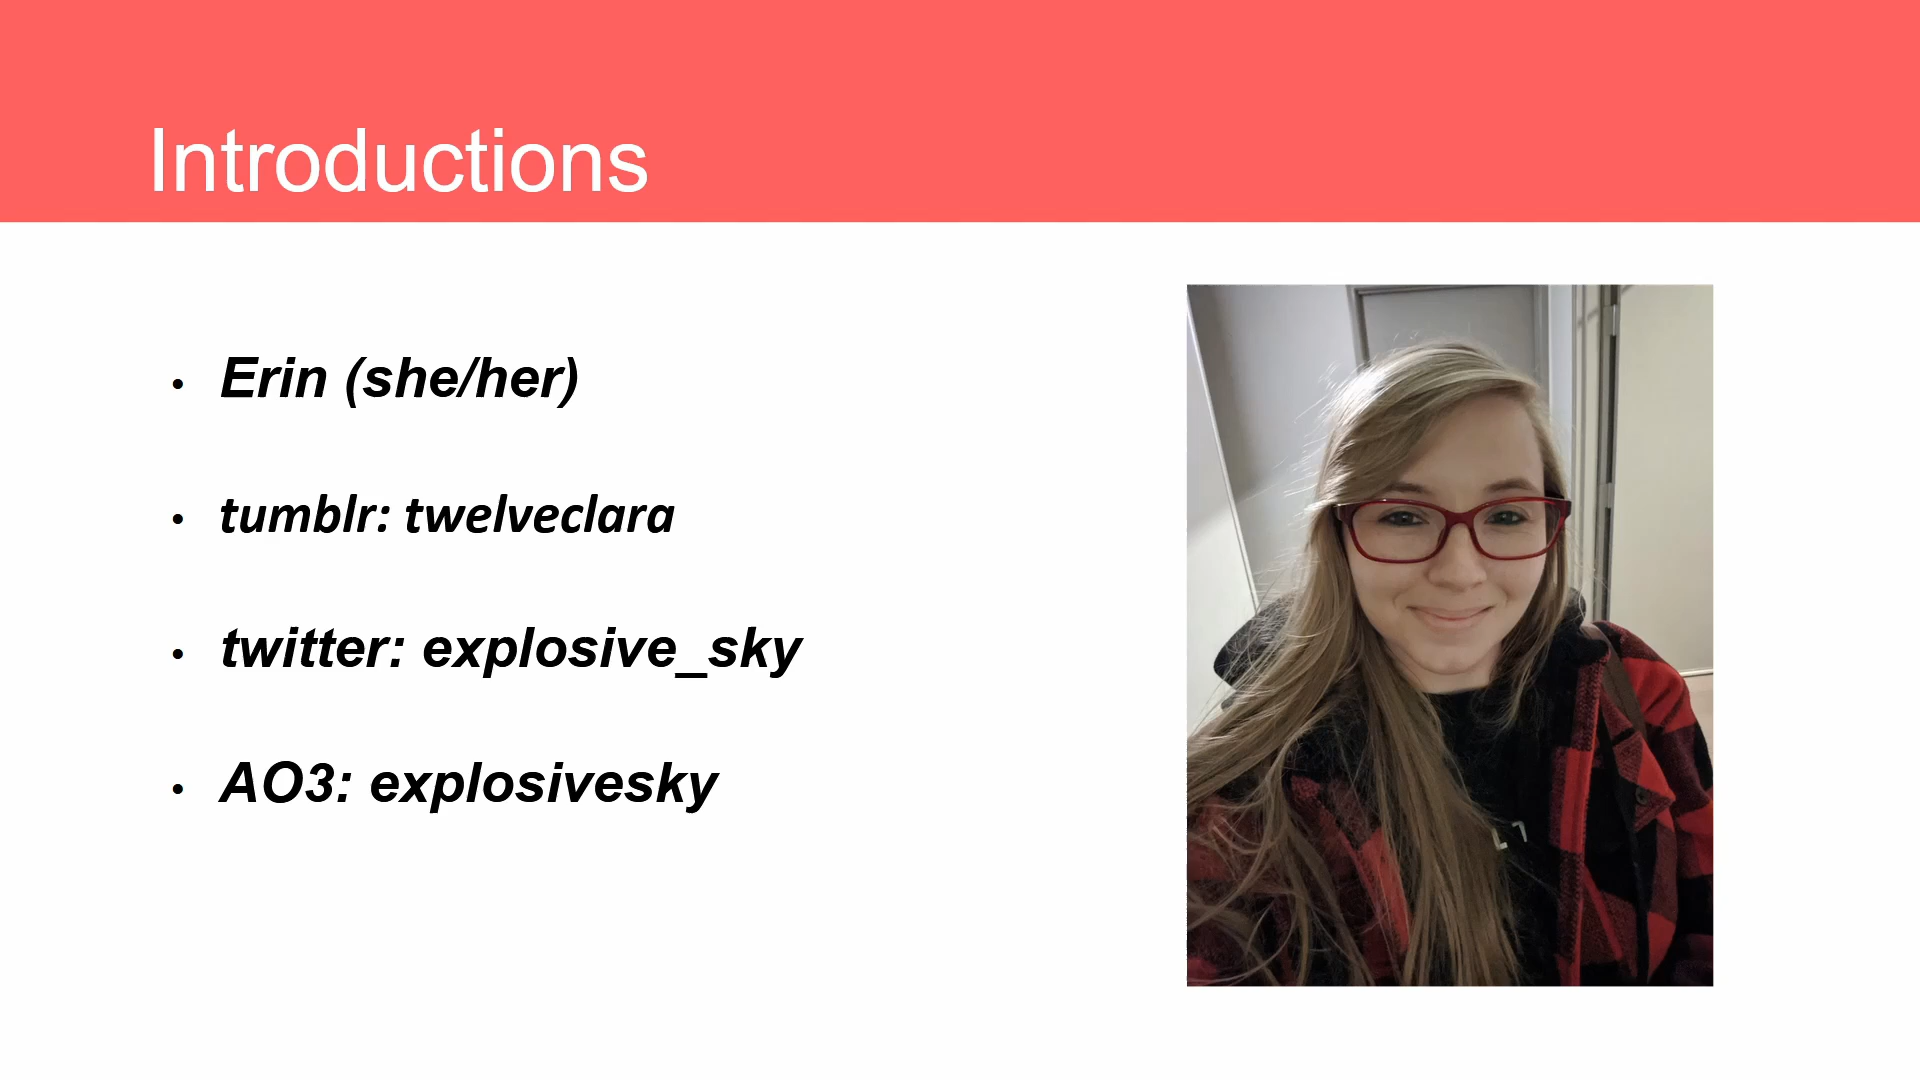 Introductions
Erin (she/her)
tumblr: twelveclara
twitter: explosive_sky
AO3: explosivesky